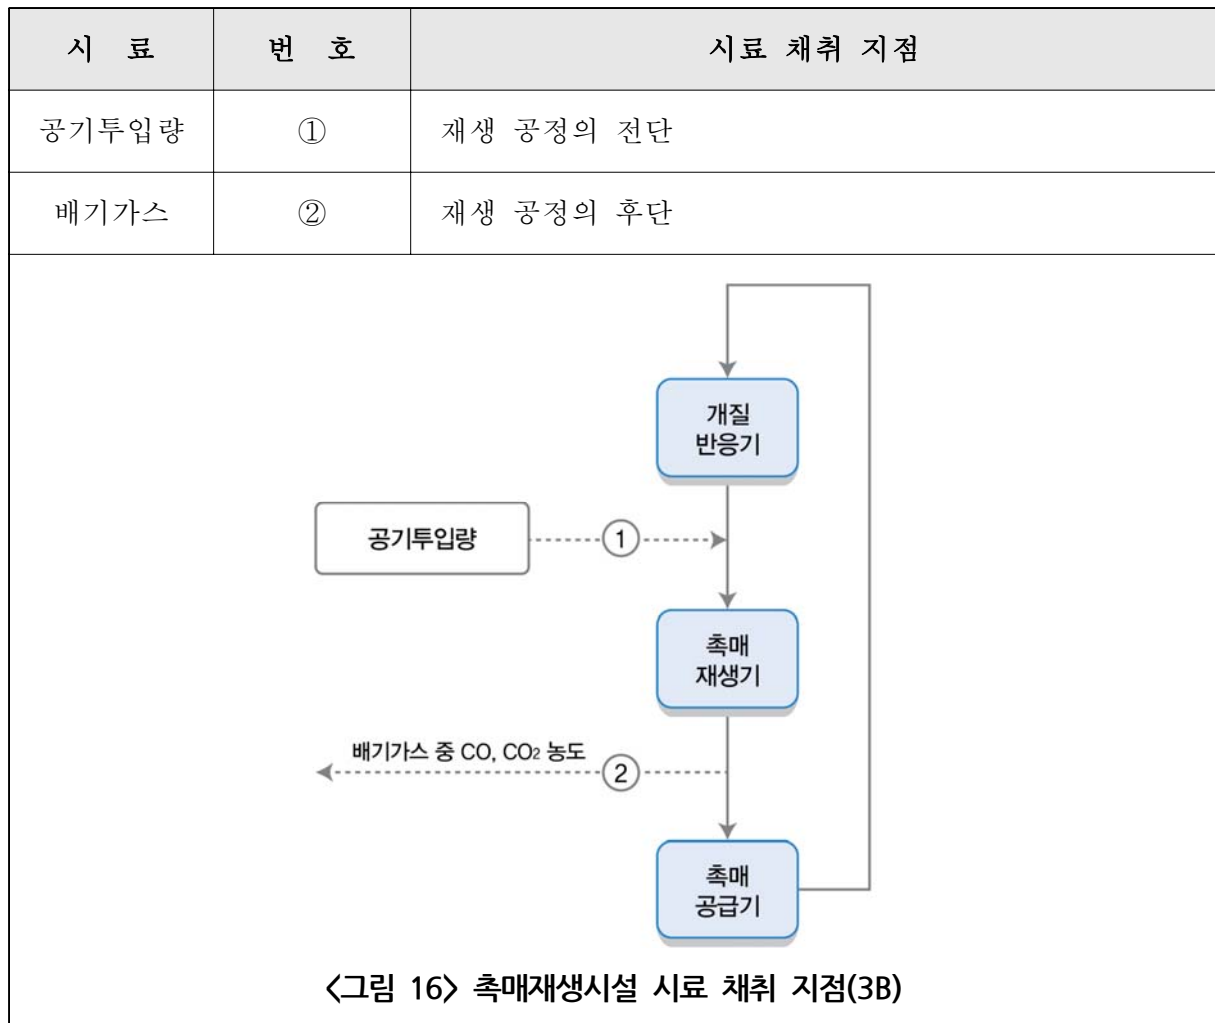 시 료 번 호 시료 채취 지점
공기투입량 ① 재생 공정의 전단
배기가스 ② 재생 공정의 후단
개질
반응기
공기투입량 1
촉매
재생기
배기가스 중 CO, CO₂ 농도
2
촉매
공급기
<그림 16> 촉매재생시설 시료 채취 지점(3B)